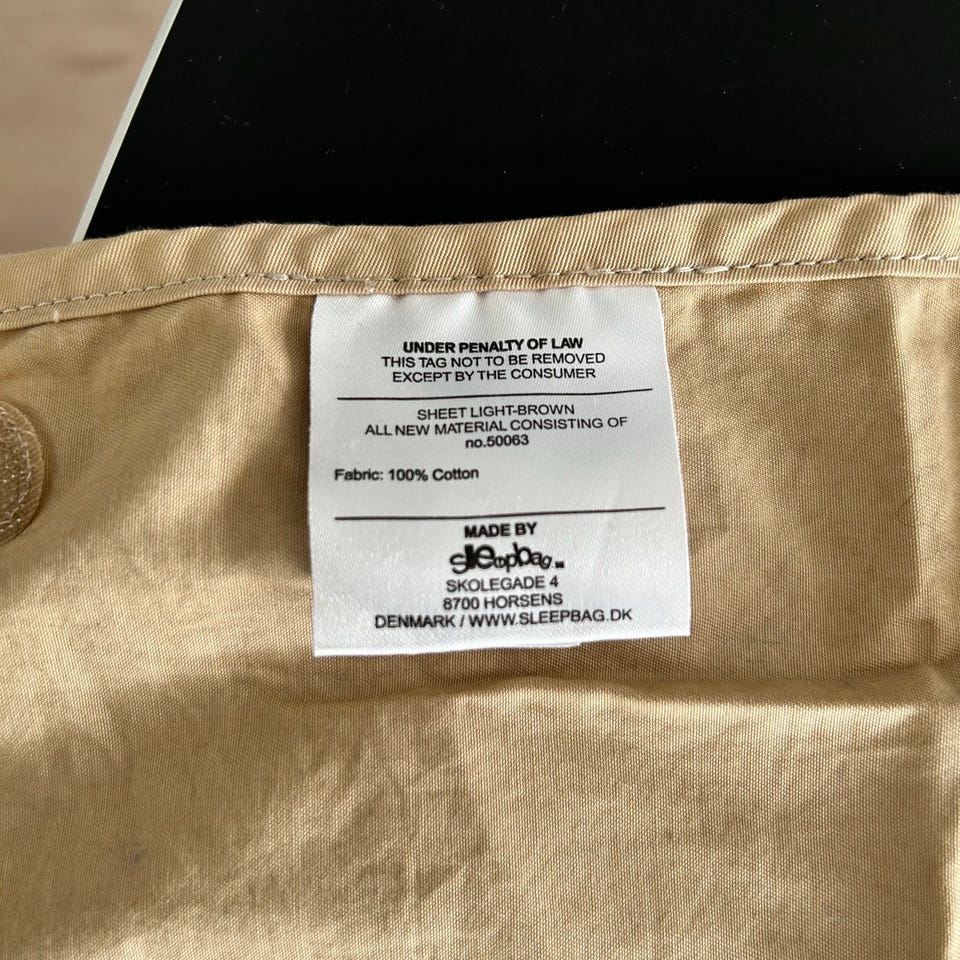 UNDER PENALTY OF LAW
THIS TAG NOT TO BE REMOVED
EXCEPT BY THE CONSUMER
SHEET LIGHT-BROWN
ALL NEW MATERIAL CONSISTING OF
no.50063
Fabric: 100% Cotton
MADE BY
sleepbag
SKOLEGADE 4
8700 HORSENS
DENMARK / WWW.SLEEPBAG.DK